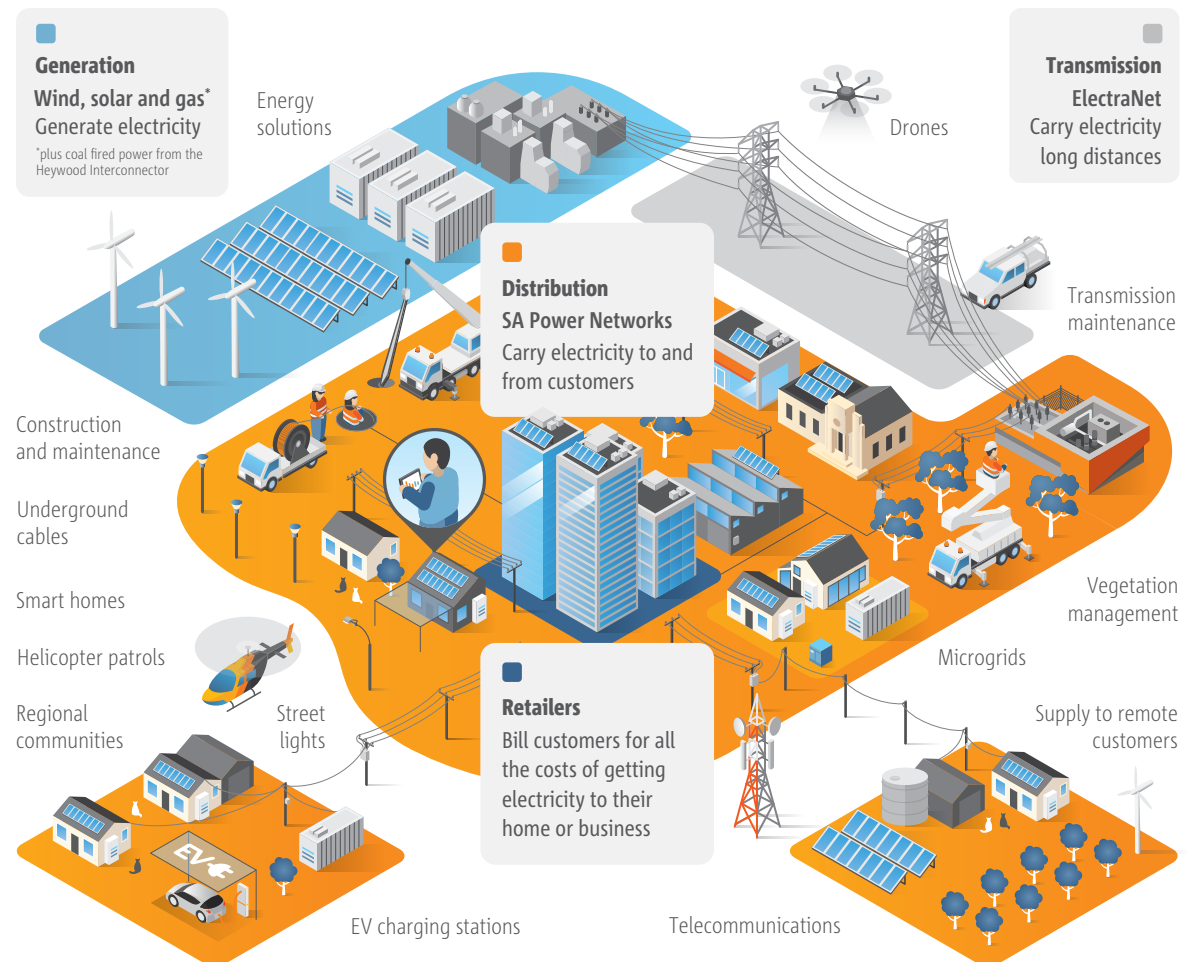 Generation
Wind, solar and gas*
Generate electricity
*plus coal fired power from the
Heywood Interconnector
Energy
solutions
Drones
Transmission
ElectraNet
Carry electricity
long distances
Distribution
SA Power Networks
Carry electricity to and
from customers
Transmission
maintenance
Construction
and maintenance
Underground
cables
Smart homes
Helicopter patrols
Regional
communities
Street
lights
Vegetation
management
Microgrids
Supply to remote
customers
Retailers
Bill customers for all
the costs of getting
electricity to their
home or business
EV
EV charging stations
Telecommunications